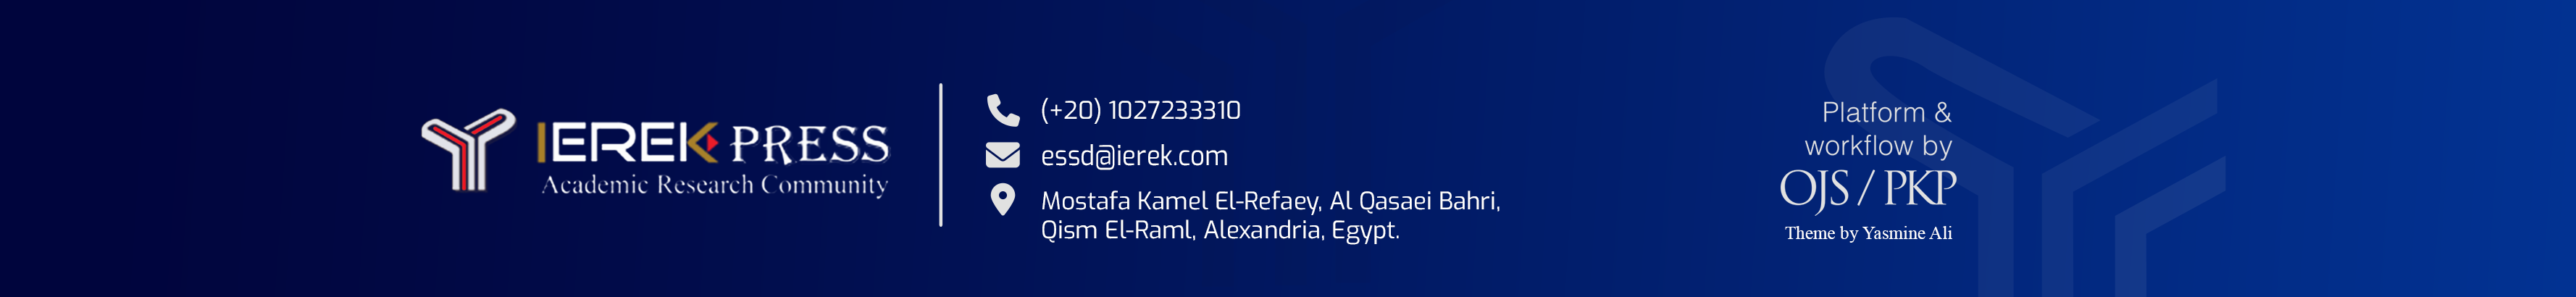 IEREK PRESS
Academic Research Community
(+20) 1027233310
essd@ierek.com
Mostafa Kamel El-Refaey, Al Qasaei Bahri,
Qism El-Raml, Alexandria, Egypt.
Platform &
workflow by
OJS / PKP
Theme by Yasmine Ali